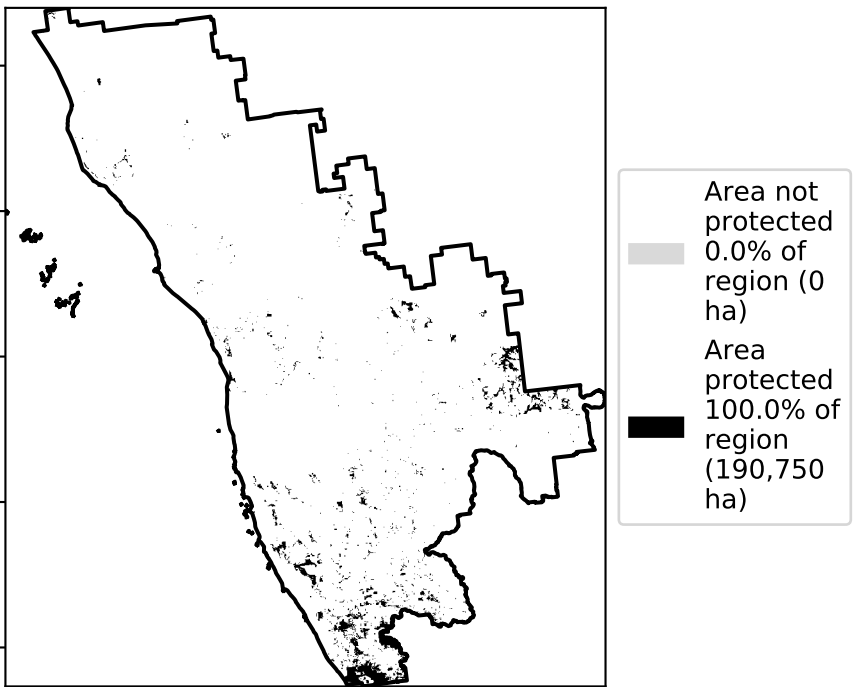 Area not
protected
0.0% of
region (0
ha)
Area
protected
100.0% of
region
(190,750
ha)